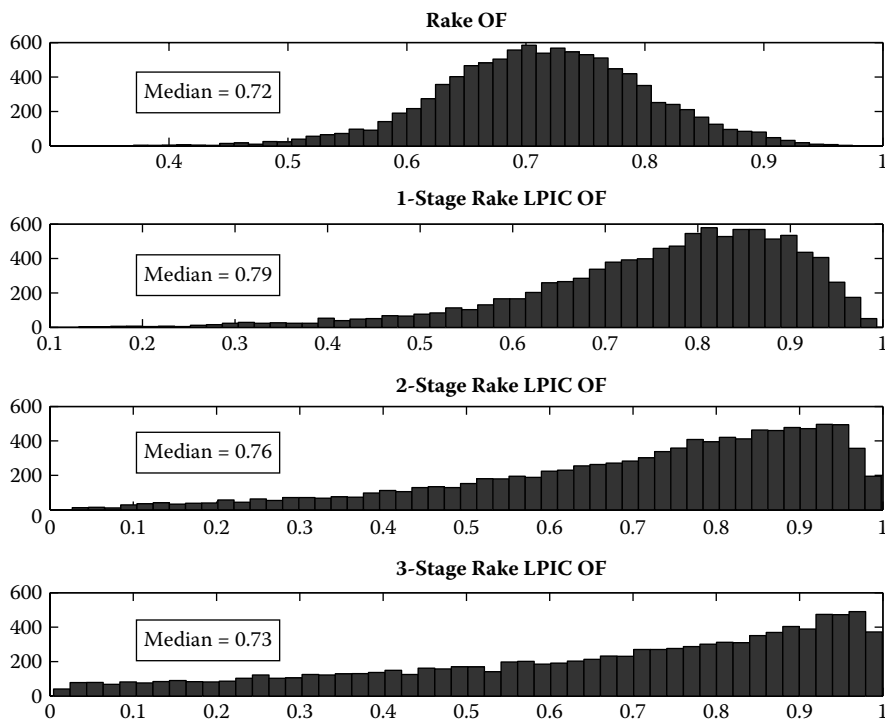 Rake OF
600
400
200
0
Median = 0.72
0.4 0.5 0.6 0.7 0.8 0.9 1
1-Stage Rake LPIC OF
600
400
200
0
Median = 0.79
0.1 0.2 0.3 0.4 0.5 0.6 0.7 0.8 0.9 1
2-Stage Rake LPIC OF
600
400
200
0
Median = 0.76
0 0.1 0.2 0.3 0.4 0.5 0.6 0.7 0.8 0.9 1
3-Stage Rake LPIC OF
600
400
200
0
Median = 0.73
0 0.1 0.2 0.3 0.4 0.5 0.6 0.7 0.8 0.9 1